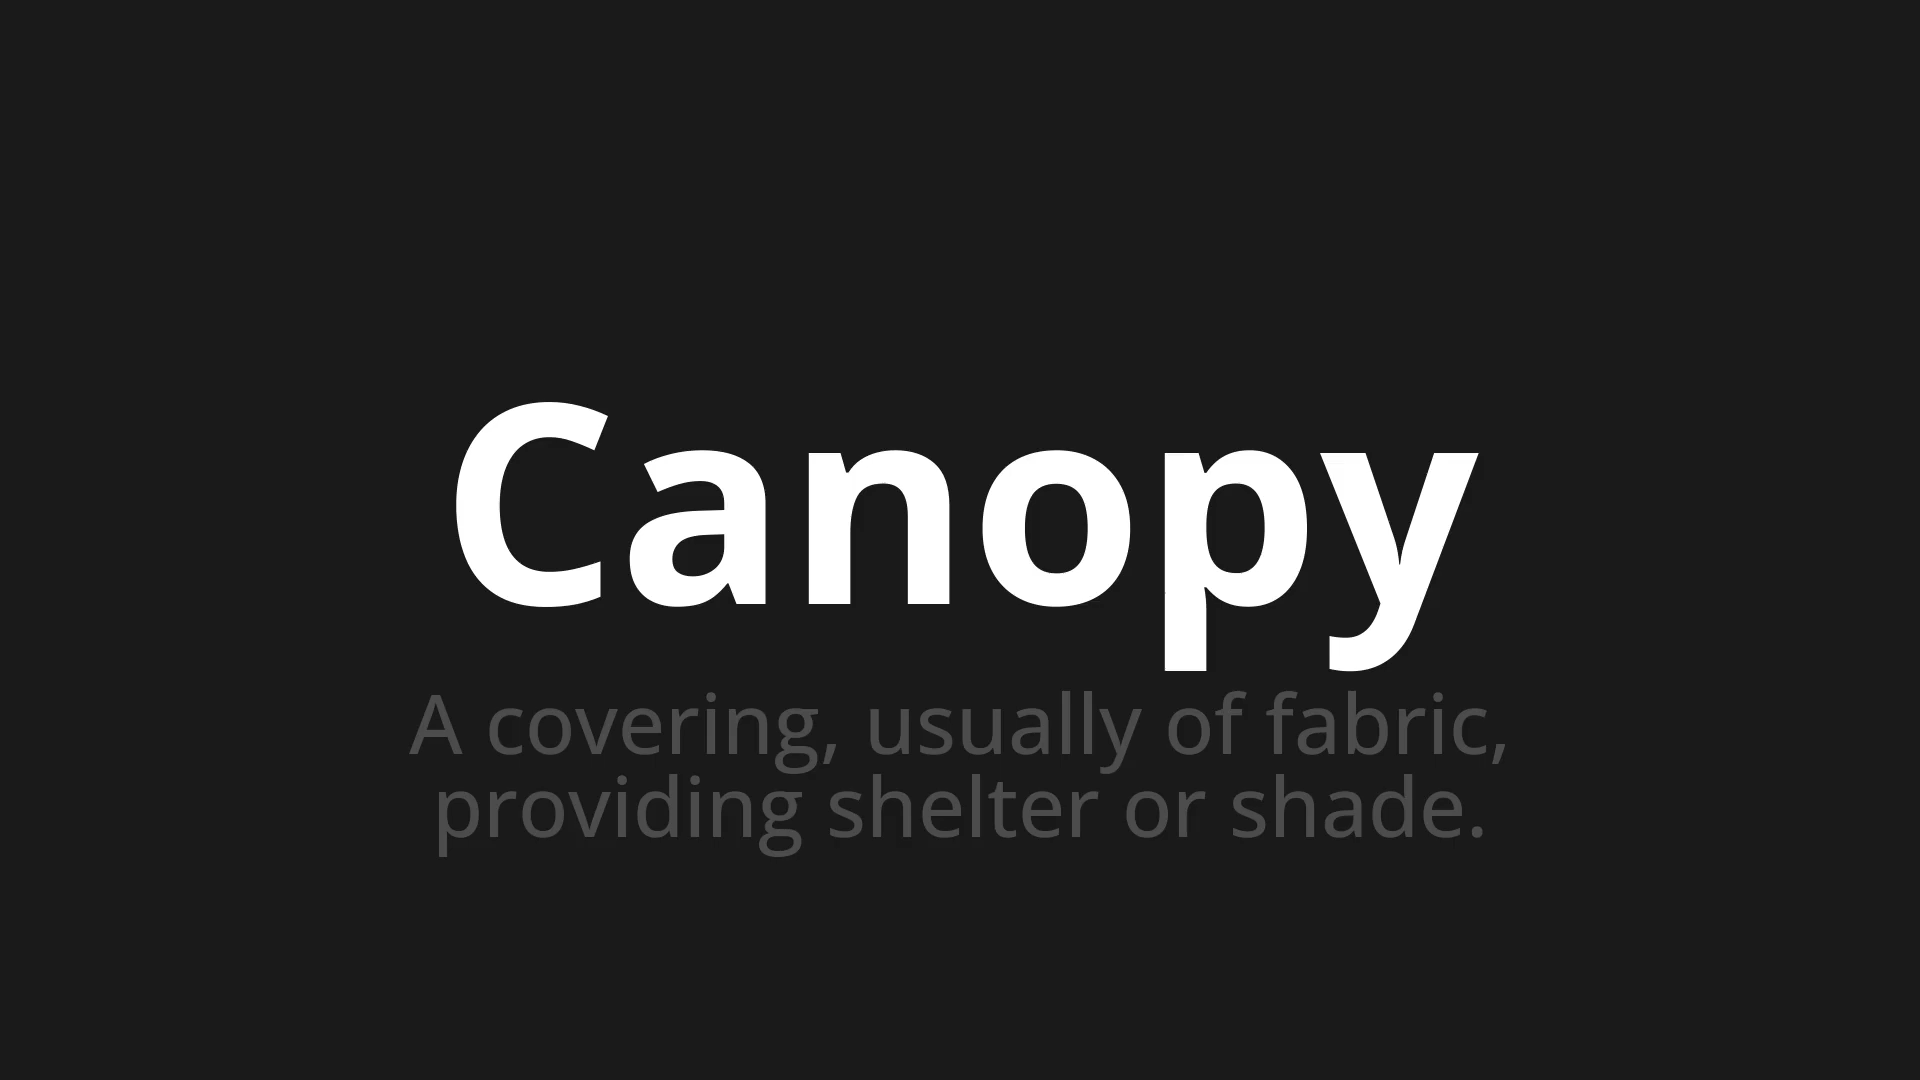 Canopy
A covering, usually of fabric,
providing shelter or shade.